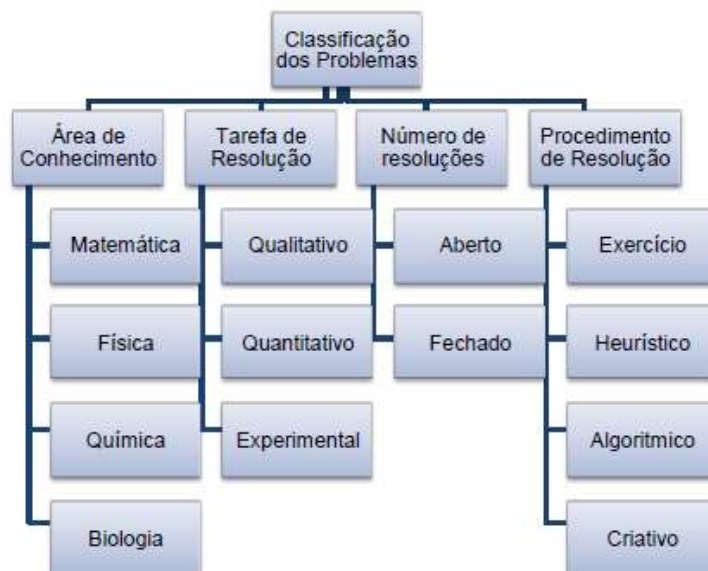 Classificação
dos Problemas
Área de
Conhecimento
Matemática
Física
Química
Biologia
Tarefa de
Resolução
Qualitativo
Quantitativo
Experimental
Número de
resoluções
Aberto
Fechado
Procedimento
de Resolução
Exercício
Heurístico
Algoritmico
Criativo